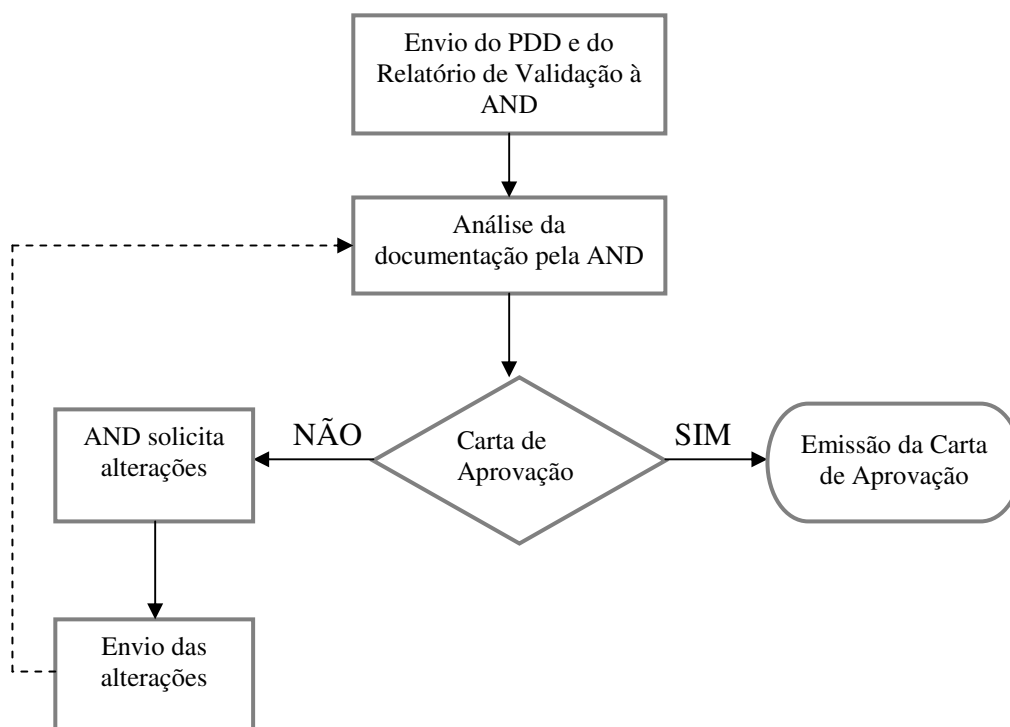 Envio do PDD e do
Relatório de Validação à
AND
Análise da
documentação pela AND
NÃO
SIM
Carta de
Aprovação
AND solicita
alterações
Emissão da Carta
de Aprovação
Envio das
alterações